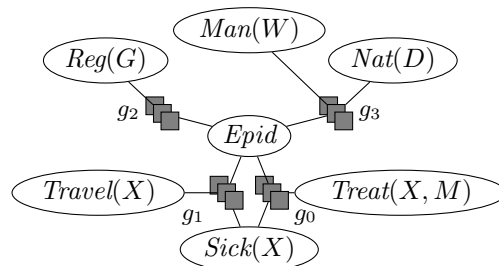 Man(W)
Reg(G) Nat(D)
g₂ g₃
Epid
Travel(X) Treat(X, M)
g₁ g₀
Sick(X)